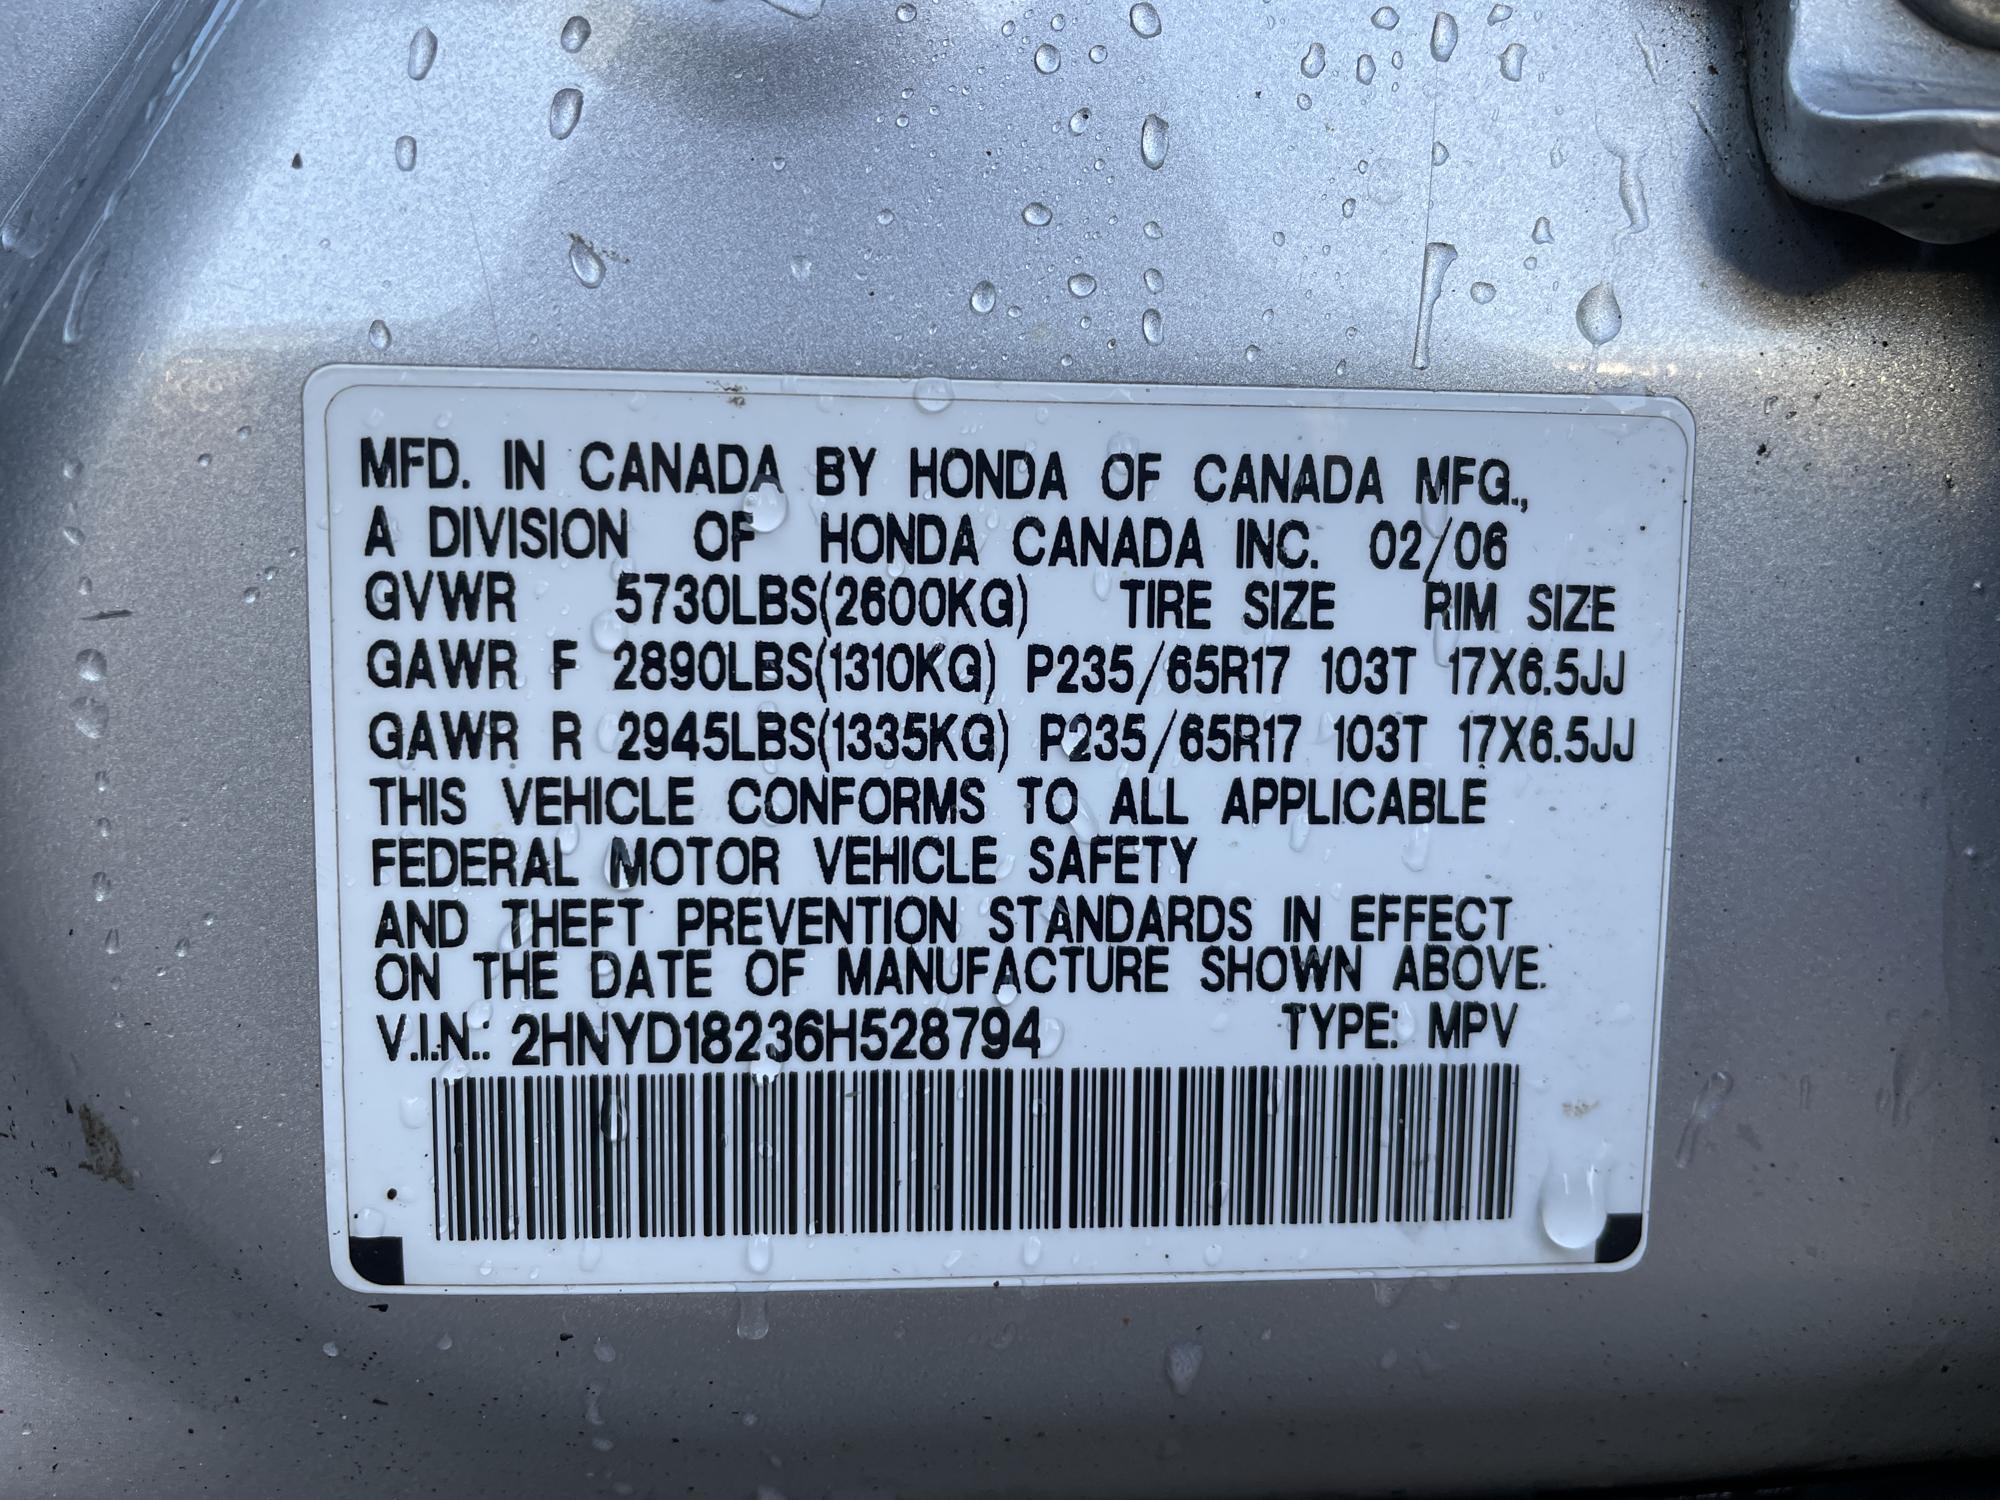 MFD. IN CANADA BY HONDA OF CANADA MFG.,
A DIVISION OF HONDA CANADA INC. 02/06
GVWR 5730LBS(2600KG) TIRE SIZE RIM SIZE
GAWR F 2890LBS(1310KG) P235/65R17 103T 17X6.5JJ
GAWR R 2945LBS(1335KG) P235/65R17 103T 17X6.5JJ
THIS VEHICLE CONFORMS TO ALL APPLICABLE
FEDERAL MOTOR VEHICLE SAFETY
AND THEFT PREVENTION STANDARDS IN EFFECT
ON THE DATE OF MANUFACTURE SHOWN ABOVE.
V.I.N.: 2HNYD18236H528794 TYPE: MPV